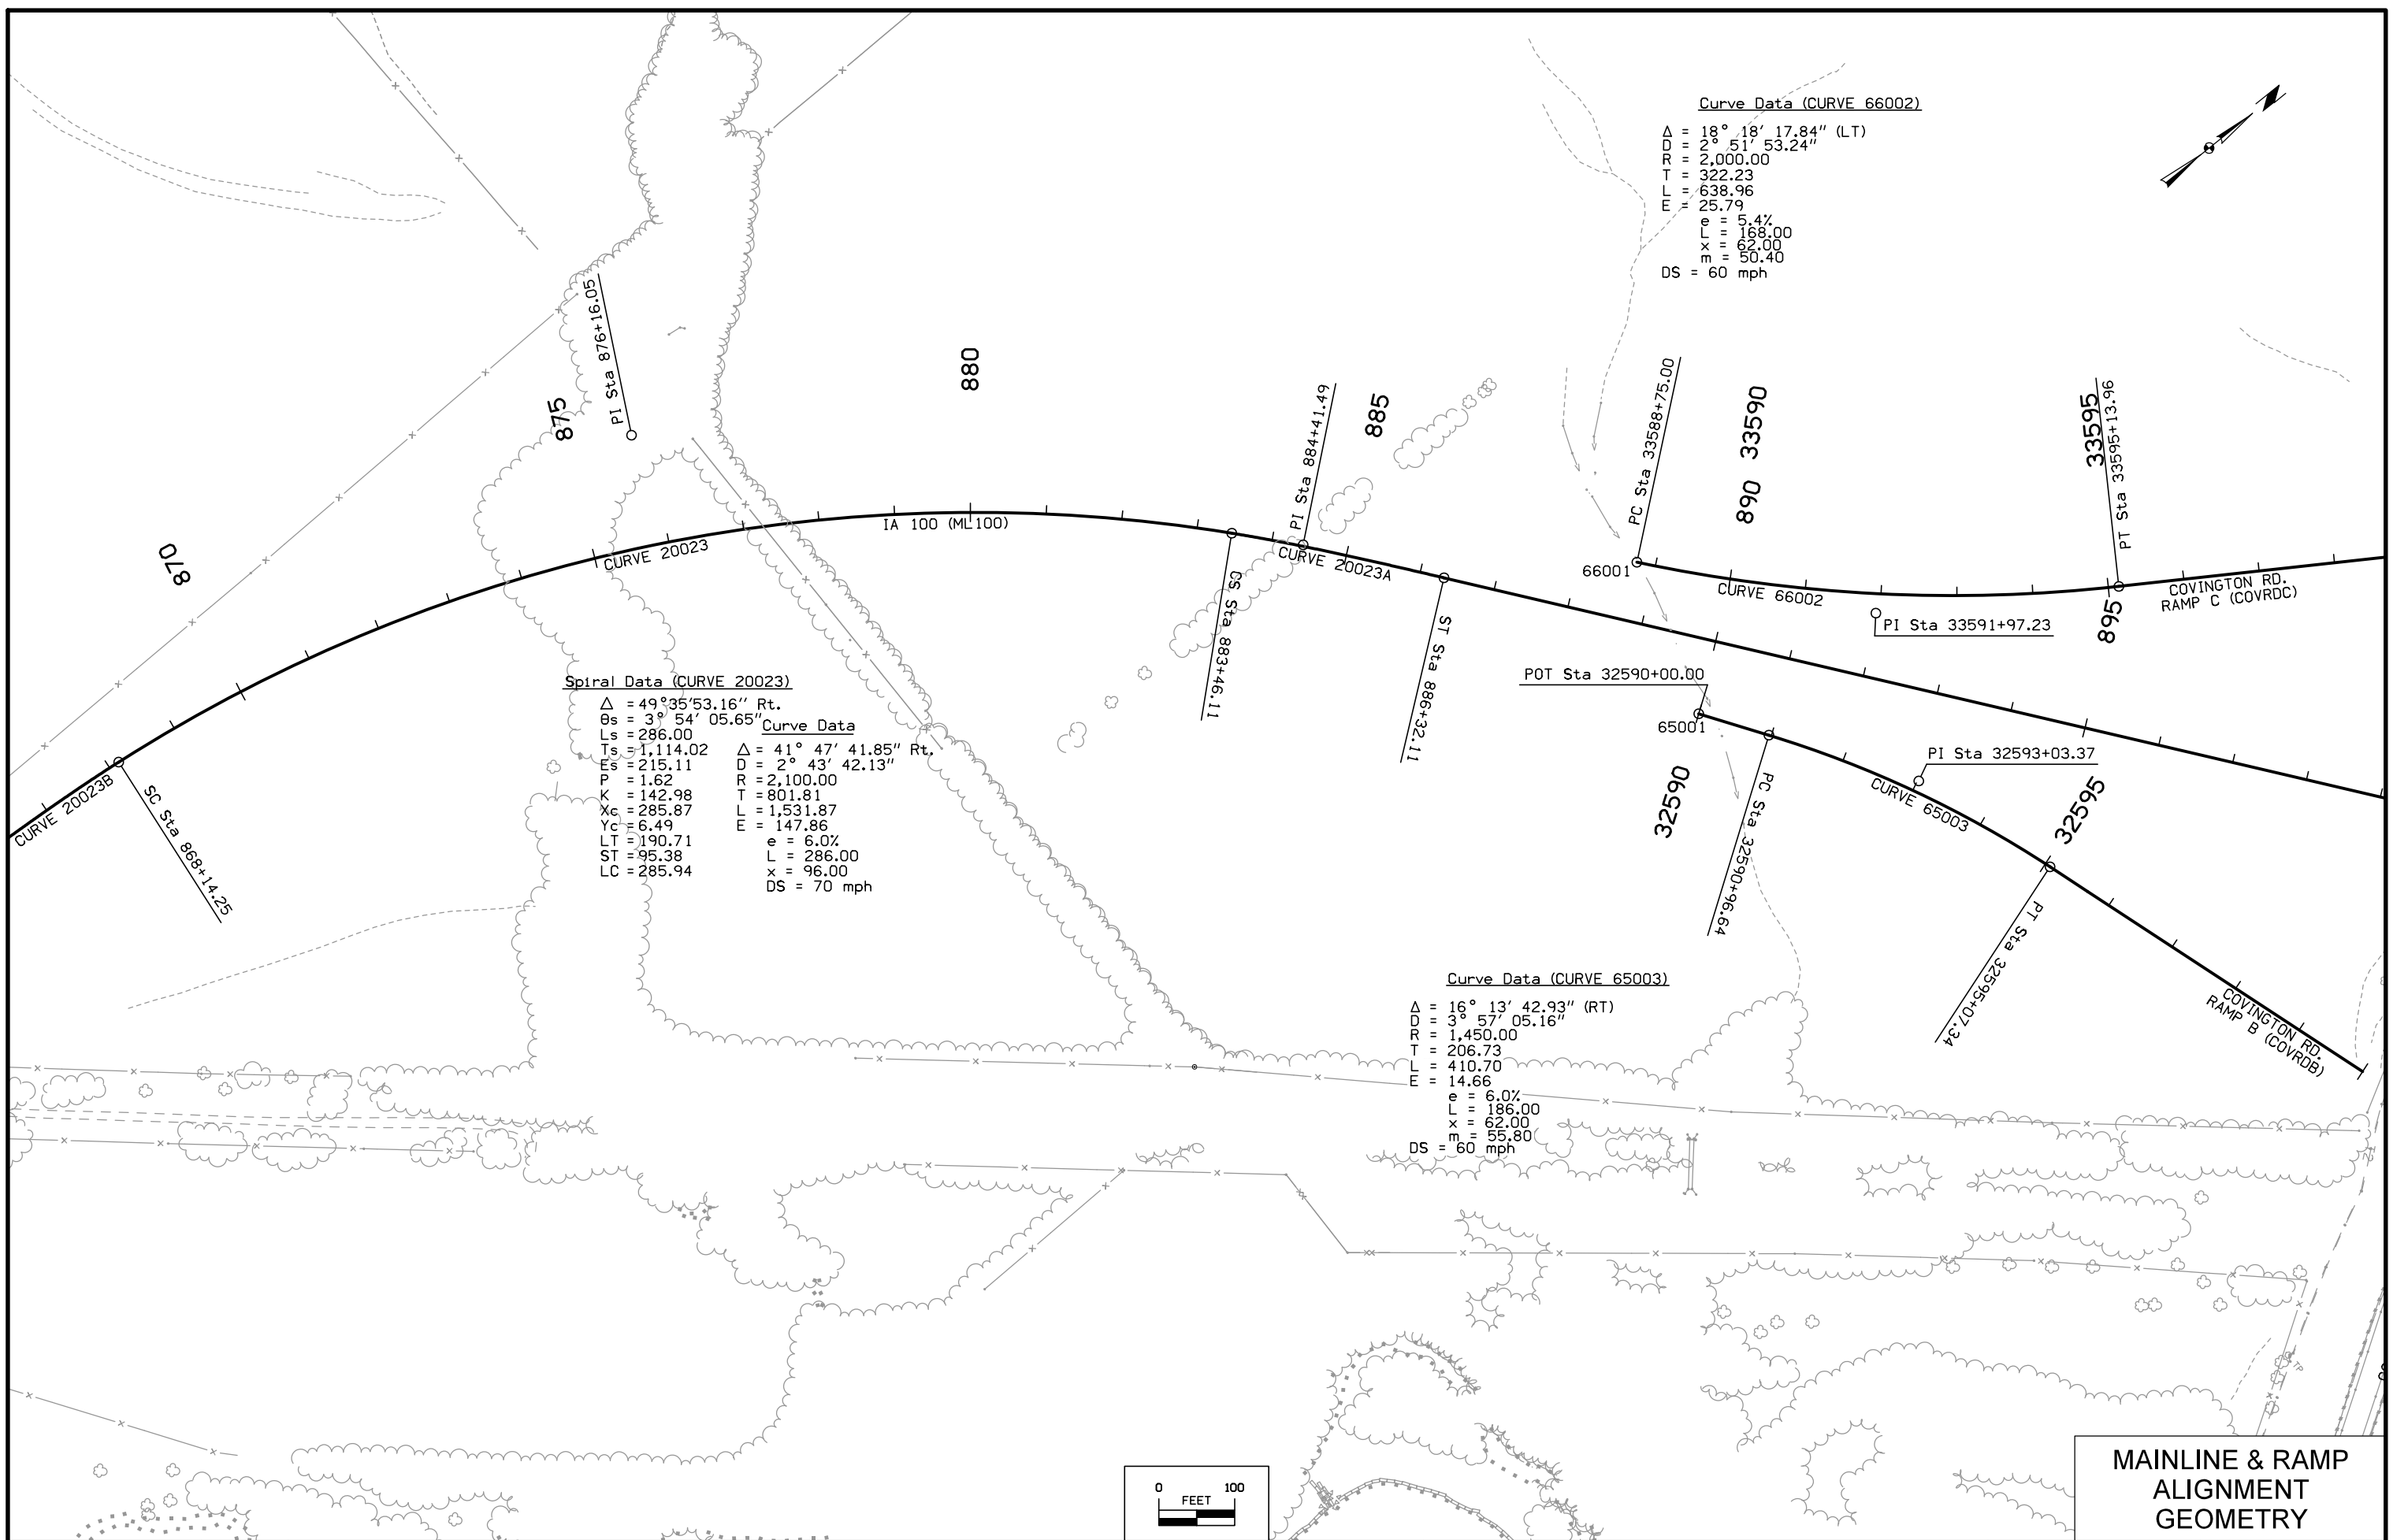 Curve Data (CURVE 66002)
Δ = 18° 18' 17.84" (LT)
D = 2° 51' 53.24"
R = 2,000.00
T = 322.23
L = 638.96
E = 25.79
e = 5.4%
L = 168.00
x = 62.00
m = 50.40
DS = 60 mph
PI Sta 876+16.05
870
875
880
885
890
33590
33595
895
PI Sta 884+41.49
PC Sta 33588+75.00
PT Sta 33595+13.96
IA 100 (ML100)
CURVE 20023
CURVE 20023A
CURVE 20023B
66001
CURVE 66002
COVINGTON RD.
RAMP C (COVRDC)
PI Sta 33591+97.23
CS Sta 883+46.11
ST Sta 886+32.11
SC Sta 868+14.25
POT Sta 32590+00.00
65001
32590
PC Sta 32590+96.64
PI Sta 32593+03.37
CURVE 65003
32595
PT Sta 32595+07.34
COVINGTON RD.
RAMP B (COVRDB)
Spiral Data (CURVE 20023)
Δ = 49°35'53.16" Rt.
θs = 3° 54' 05.65"
Ls = 286.00
Ts = 1,114.02
Es = 215.11
P = 1.62
K = 142.98
Xc = 285.87
Yc = 6.49
LT = 190.71
ST = 95.38
LC = 285.94
Curve Data
Δ = 41° 47' 41.85" Rt.
D = 2° 43' 42.13"
R = 2,100.00
T = 801.81
L = 1,531.87
E = 147.86
e = 6.0%
L = 286.00
x = 96.00
DS = 70 mph
Curve Data (CURVE 65003)
Δ = 16° 13' 42.93" (RT)
D = 3° 57' 05.16"
R = 1,450.00
T = 206.73
L = 410.70
E = 14.66
e = 6.0%
L = 186.00
x = 62.00
m = 55.80
DS = 60 mph
0 100
FEET
MAINLINE & RAMP
ALIGNMENT
GEOMETRY